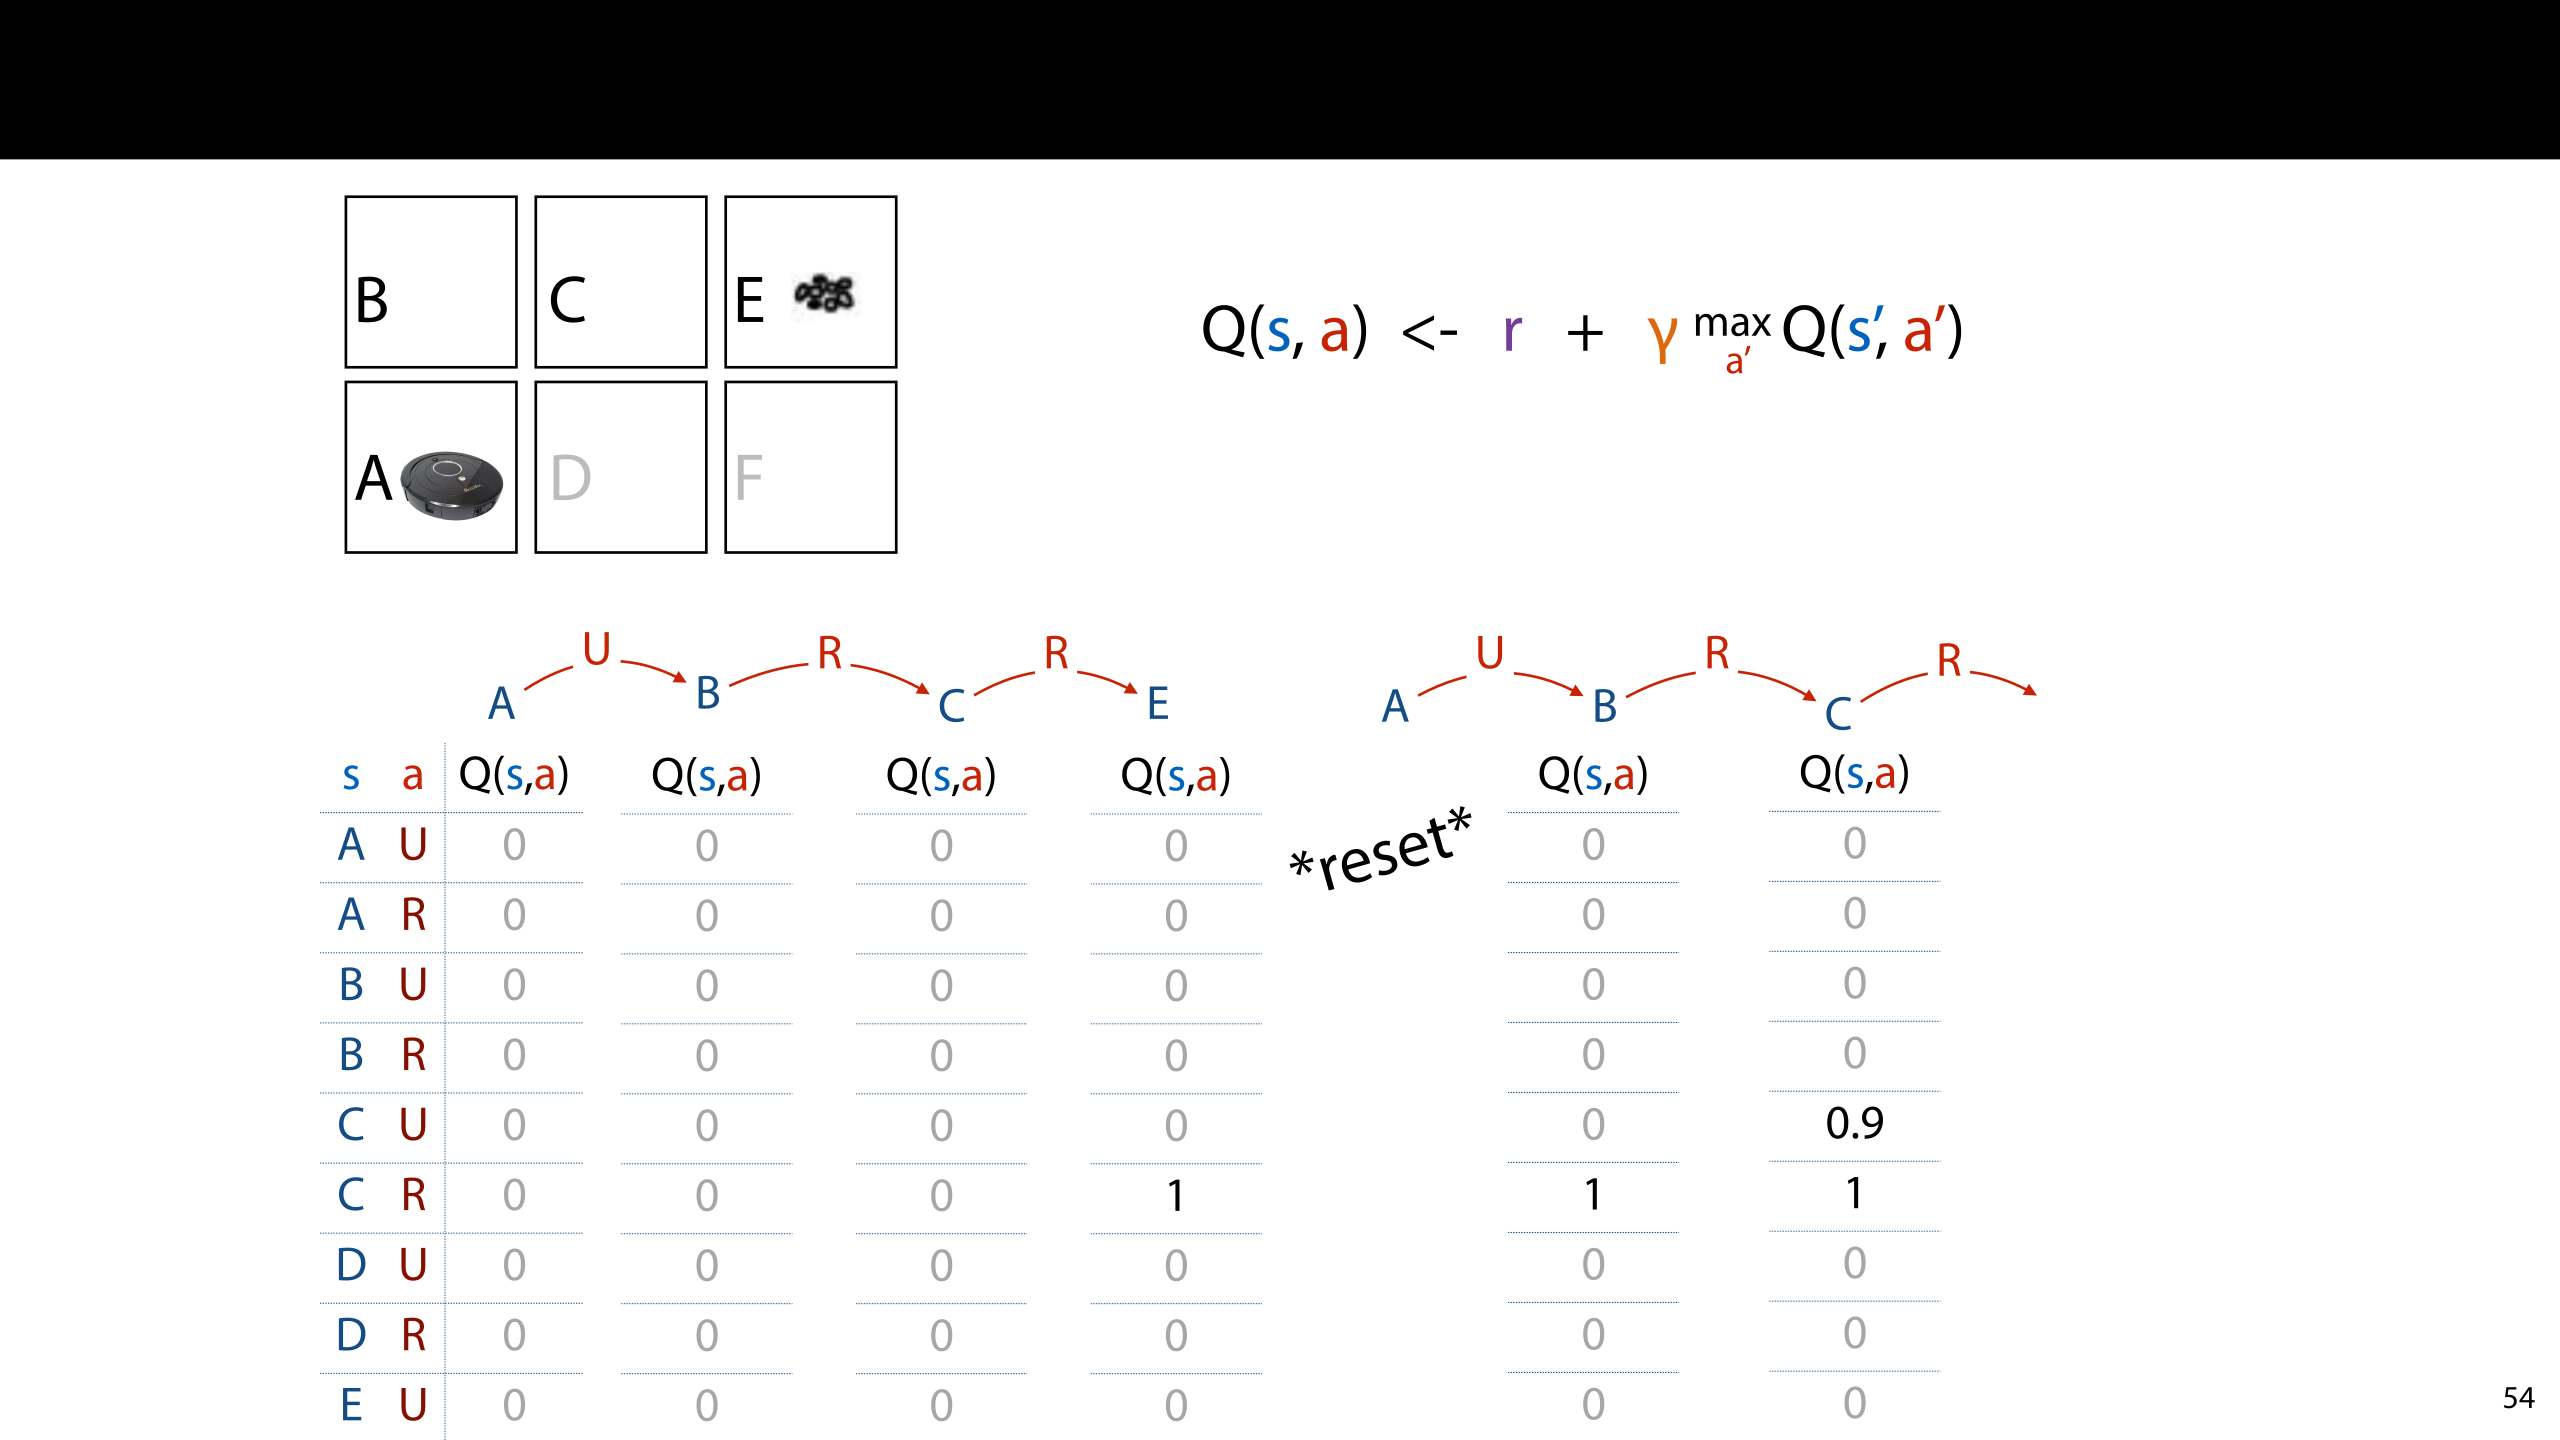 B C E
A D F
Q(s, a) <- r + γ max Q(s′, a′)
a′
U R R U R R
A B C E A B C
s a Q(s,a) Q(s,a) Q(s,a) Q(s,a) Q(s,a) Q(s,a)
*reset*
A U 0 0 0 0 0 0
A R 0 0 0 0 0 0
B U 0 0 0 0 0 0
B R 0 0 0 0 0 0
C U 0 0 0 0 0 0.9
C R 0 0 0 1 1 1
D U 0 0 0 0 0 0
D R 0 0 0 0 0 0
E U 0 0 0 0 0 0
54